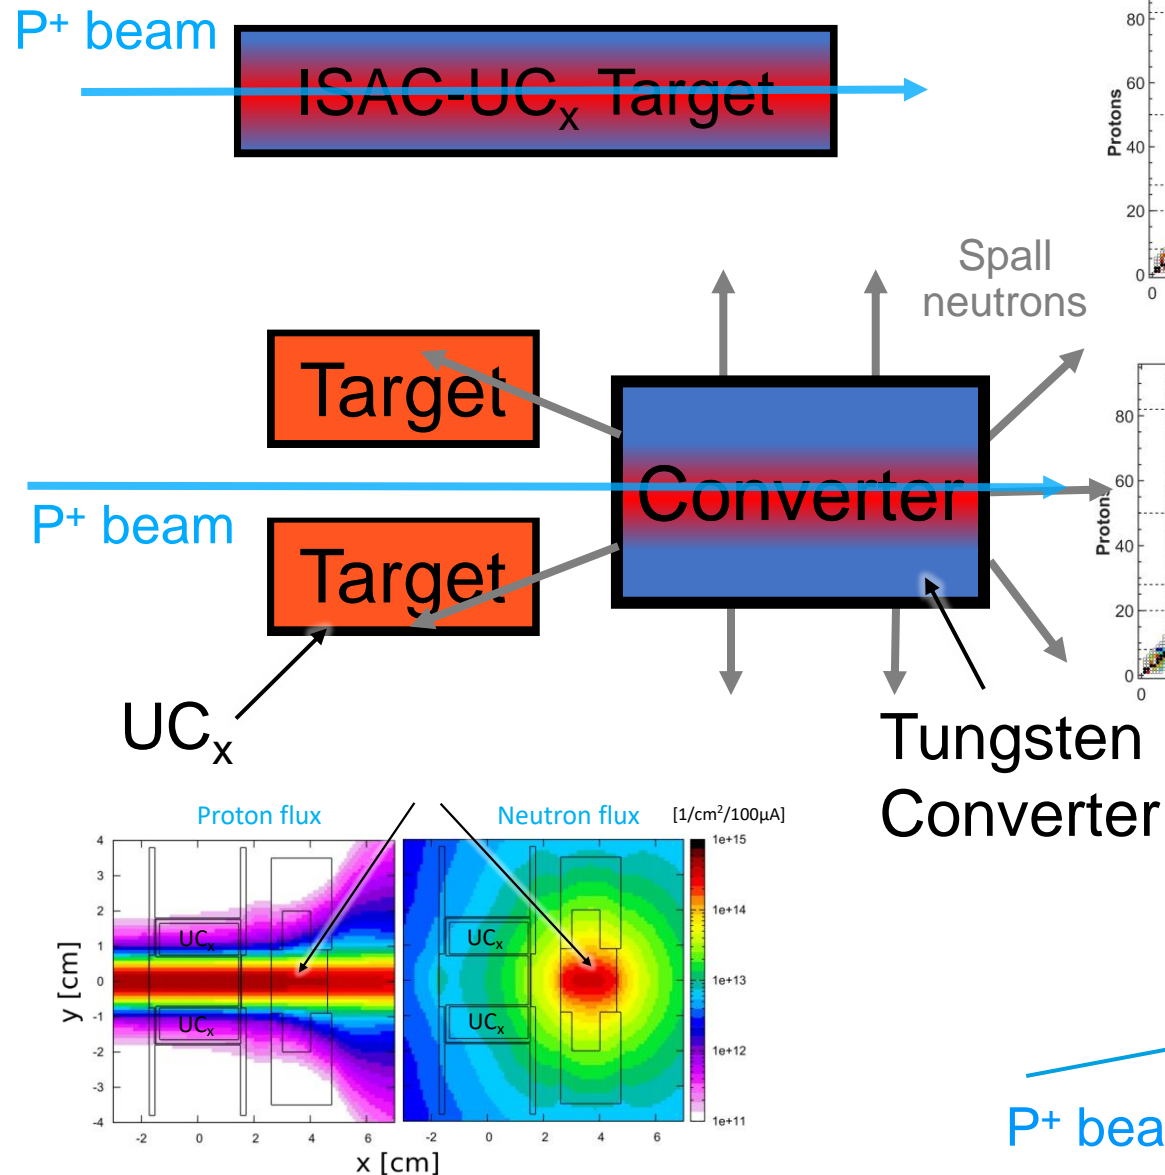 P+ beam
ISAC-UCx Target
80
60
40
20
0
Protons
0
Spall
neutrons
Target
Converter
P+ beam
Target
80
60
40
20
0
Protons
0
UCx
Tungsten
Converter
Proton flux
Neutron flux
[1/cm2/100µA]
4
3
2
1
0
-1
-2
-3
-4
y [cm]
UCx
UCx
UCx
UCx
1e+15
1e+14
1e+13
1e+12
1e+11
-2
0
2
4
6
-2
0
2
4
6
x [cm]
P+ bea